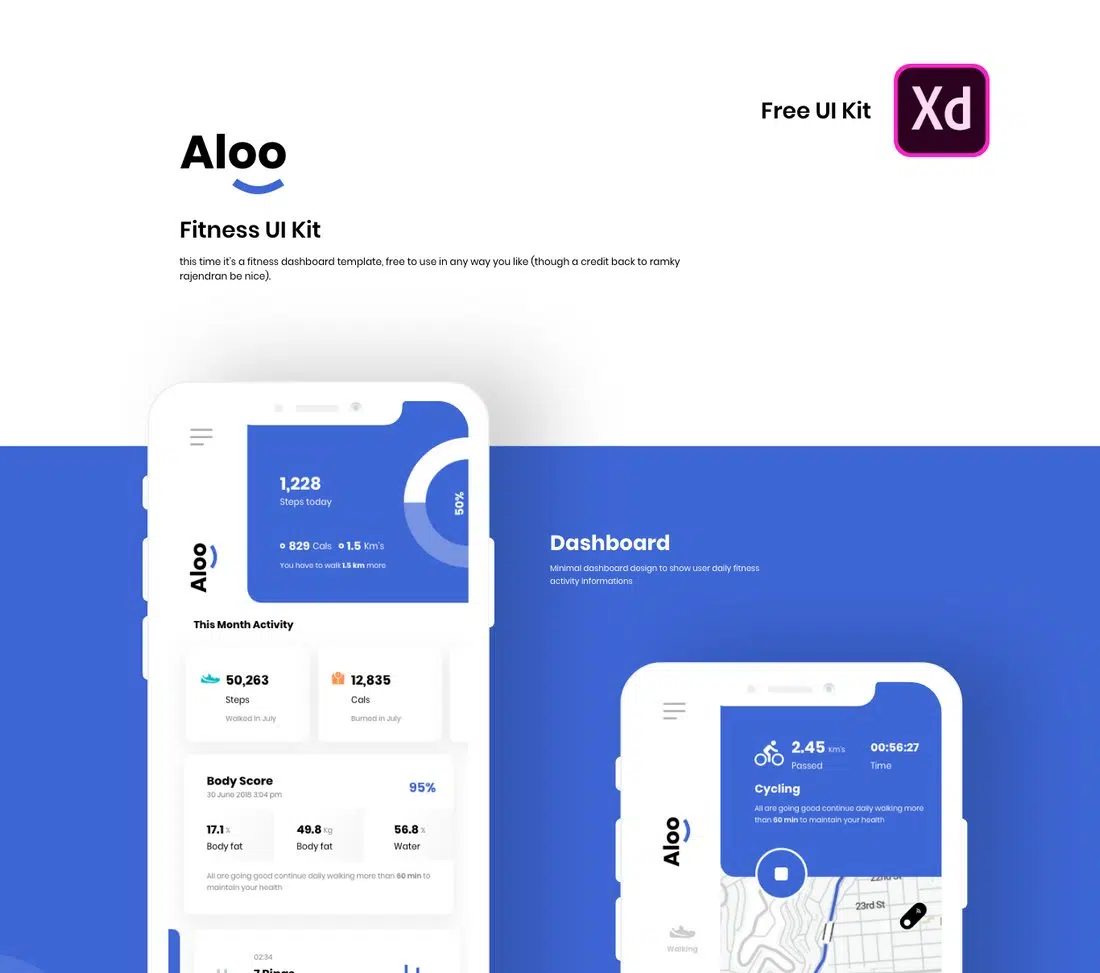 Free UI Kit
Xd
Aloo
Fitness UI Kit
this time it's a fitness dashboard template, free to use in any way you like (though a credit back to ramky
rajendran be nice).
1,228
Steps today
50%
829 Cals 1.5 Km's
You have to walk 1.5 km more
Aloo
This Month Activity
50,263
Steps
Walked in July
12,835
Cals
Burned in July
Body Score
30 June 2018 3:04 pm
95%
17.1 %
Body fat
49.8 Kg
Body fat
56.8 %
Water
All are going good continue daily walking more than 60 min to
maintain your health
02:34
7 Rings
Dashboard
Minimal dashboard design to show user daily fitness
activity informations
2.45 Km's
Passed
00:56:27
Time
Cycling
All are going good continue daily walking more
than 60 min to maintain your health
Aloo
22nd St
23rd St
Walking